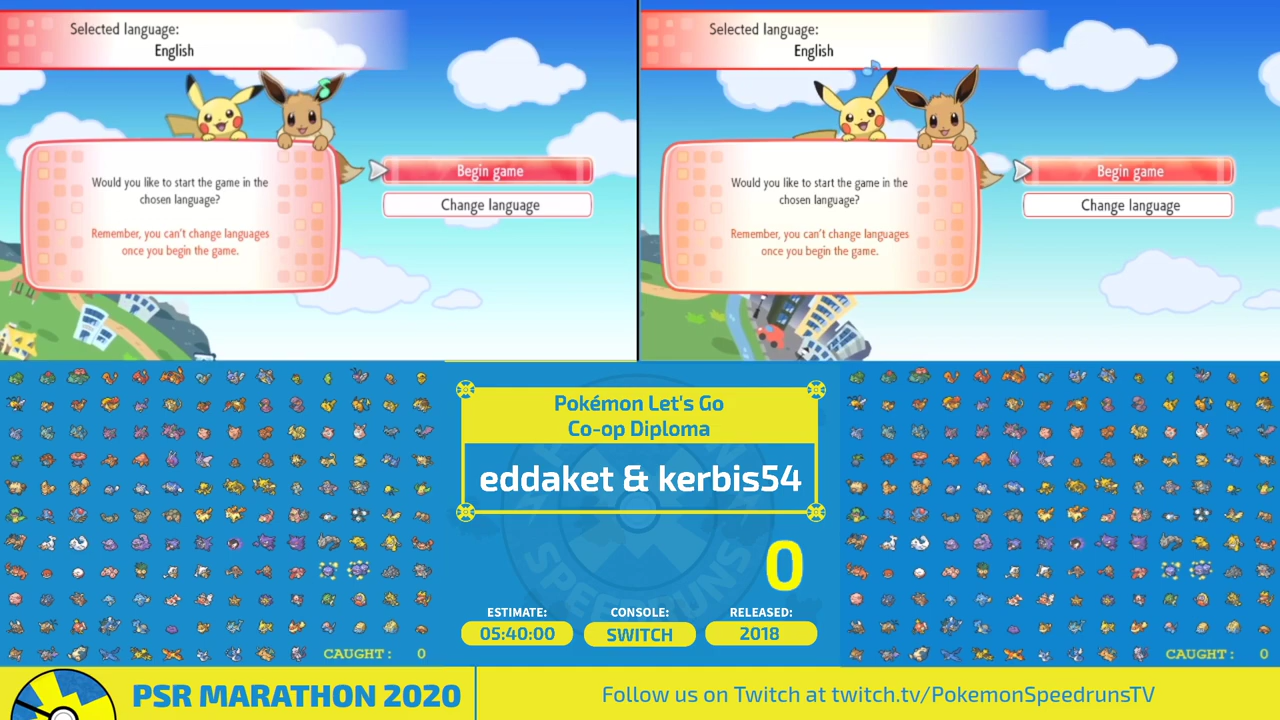 Selected language:
English
Would you like to start the game in the
chosen language?
Remember, you can't change languages
once you begin the game.
Begin game
Change language
Selected language:
English
Would you like to start the game in the
chosen language?
Remember, you can't change languages
once you begin the game.
Begin game
Change language
Pokémon Let's Go
Co-op Diploma
eddaket & kerbis54
SPEEDRUNS
0
ESTIMATE:
05:40:00
CONSOLE:
SWITCH
RELEASED:
2018
CAUGHT: 0
CAUGHT: 0
PSR MARATHON 2020
Follow us on Twitch at twitch.tv/PokemonSpeedrunsTV